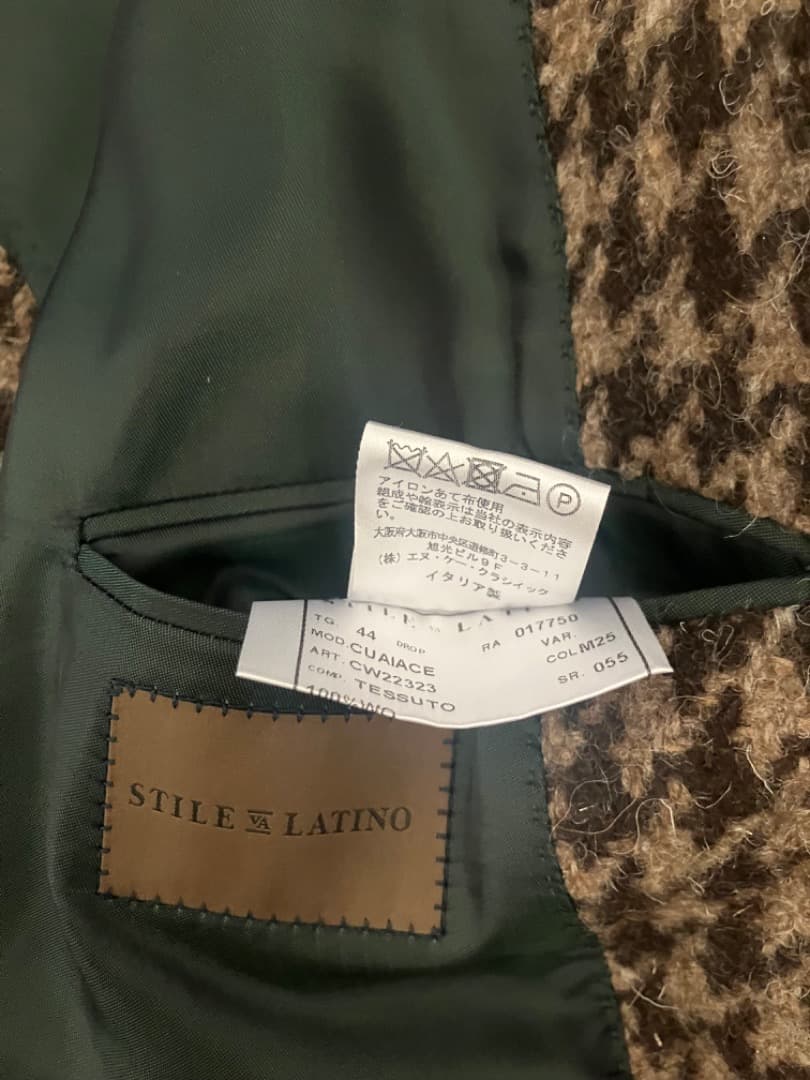 P
アイロンあて布使用
組成や絵表示は当社の表示内容
をご確認の上お取り扱いくださ
い。
大阪府大阪市中央区道修町3-3-11
旭光ビル9F
(株)エヌ・ケー・クラシィック
イタリア製
TG. 44 DROP RA 017750
MOD. CUAIACE VAR.
ART. CW22323 COL M25
COMP. TESSUTO SR. 055
100%WO
STILE VA LATINO